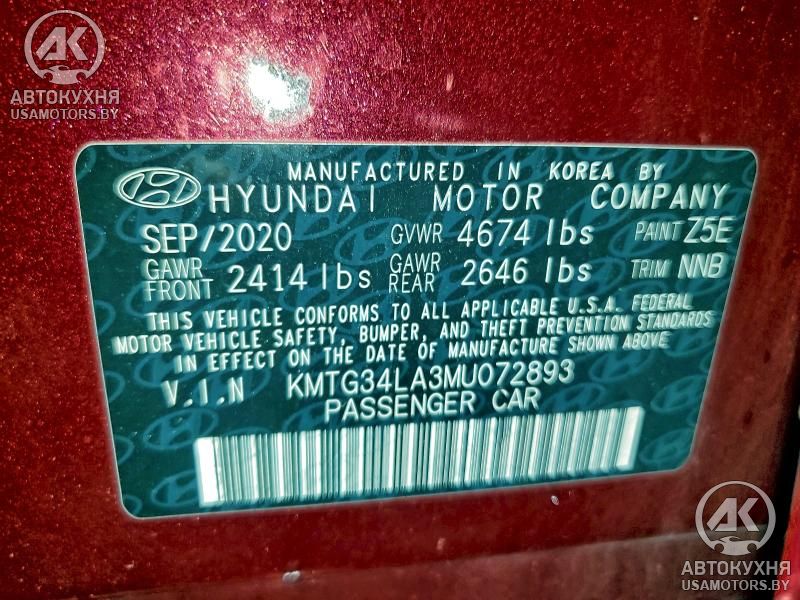 АК
АВТОКУХНЯ
USAMOTORS.BY
MANUFACTURED IN KOREA BY
HYUNDAI MOTOR COMPANY
SEP/2020 GVWR 4674 lbs PAINT Z5E
GAWR FRONT 2414 lbs GAWR REAR 2646 lbs TRIM NNB
THIS VEHICLE CONFORMS TO ALL APPLICABLE U.S.A. FEDERAL
MOTOR VEHICLE SAFETY, BUMPER, AND THEFT PREVENTION STANDARDS
IN EFFECT ON THE DATE OF MANUFACTURE SHOWN ABOVE.
V.I.N KMTG34LA3MU072893
PASSENGER CAR
АК
АВТОКУХНЯ
USAMOTORS.BY